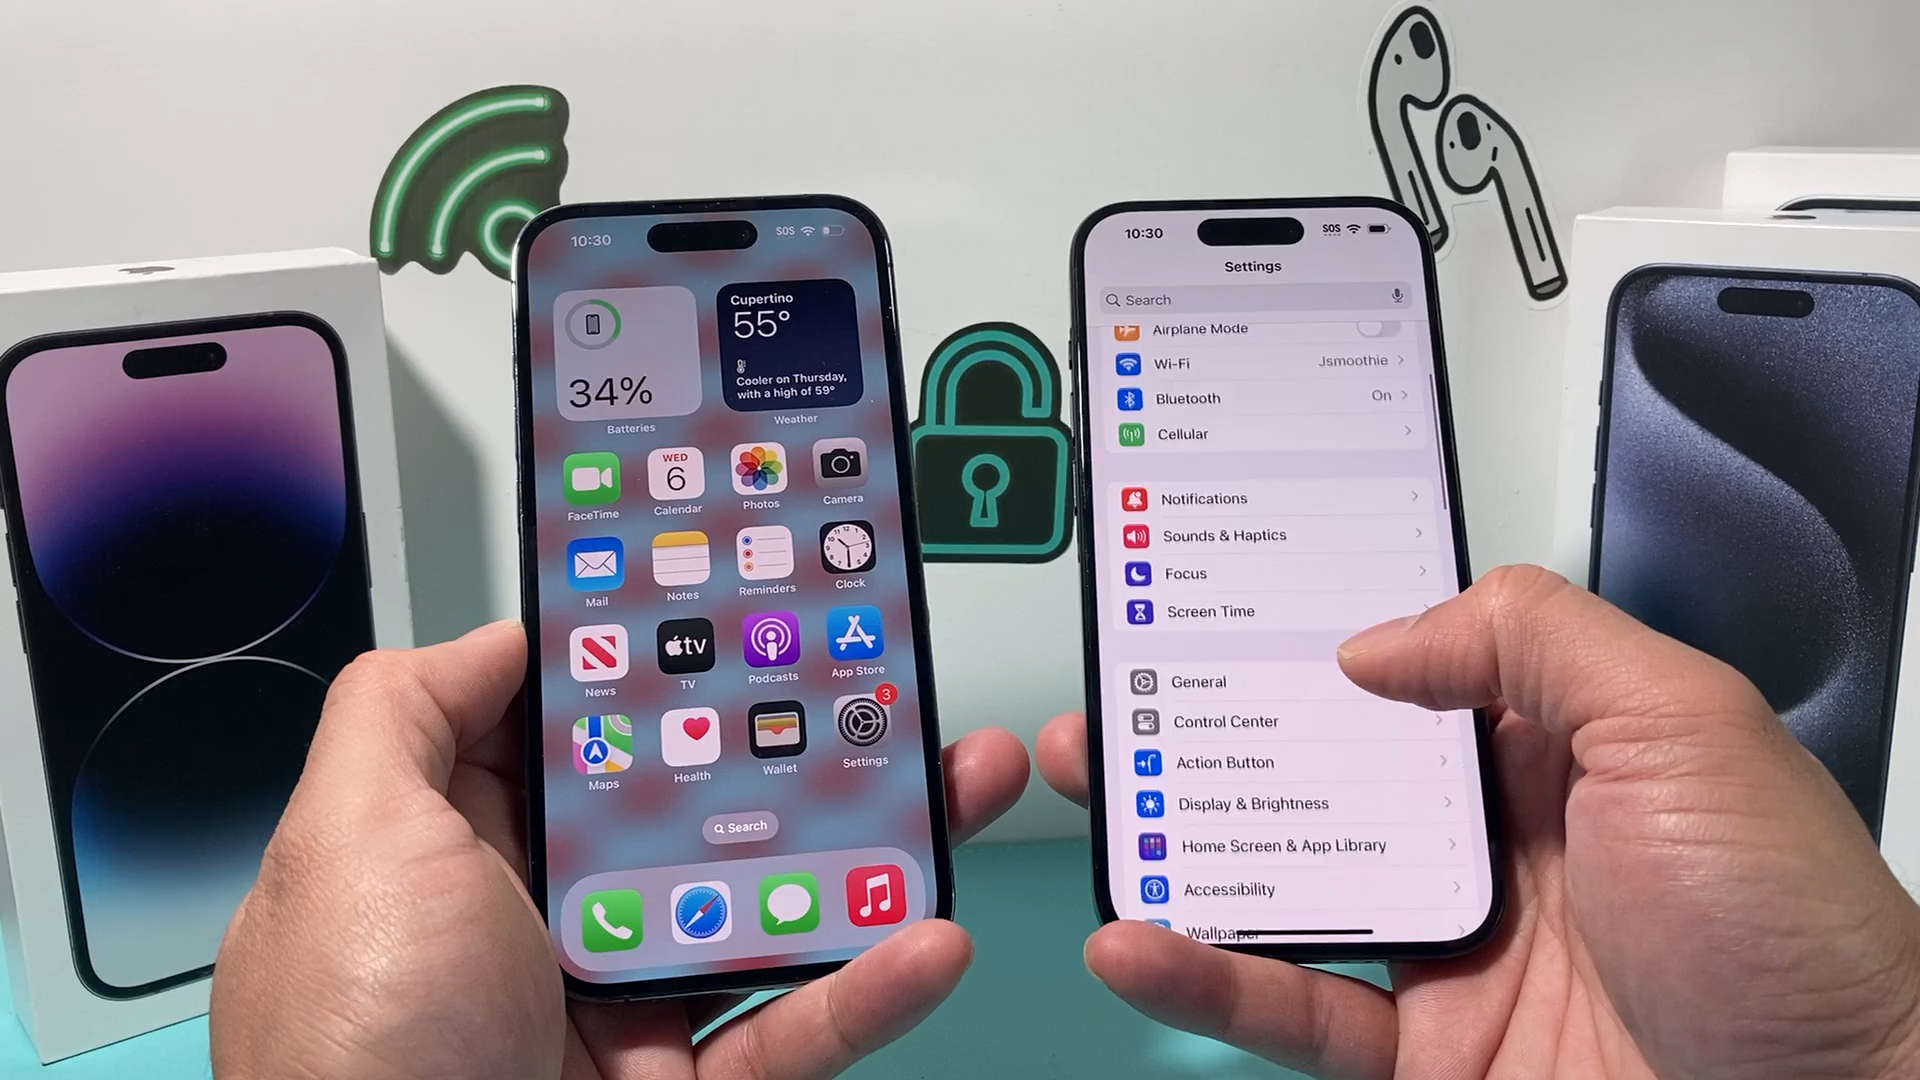 10:30
SOS
34%
Batteries
Cupertino
55°
Cooler on Thursday,
with a high of 59°
Weather
FaceTime
WED
6
Calendar
Photos
Camera
Mail
Notes
Reminders
Clock
News
tv
TV
Podcasts
App Store
Maps
Health
Wallet
3
Settings
Search
10:30
SOS
Settings
Search
Airplane Mode
Wi-Fi Jsmoothie
Bluetooth On
Cellular
Notifications
Sounds & Haptics
Focus
Screen Time
General
Control Center
Action Button
Display & Brightness
Home Screen & App Library
Accessibility
Wallpaper